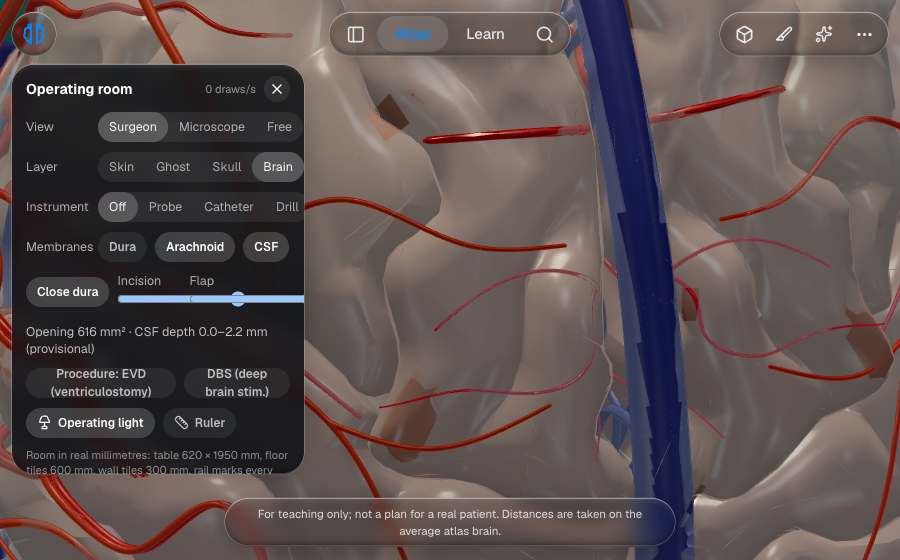 Atlas
Learn
Operating room
0 draws/s
View
Surgeon
Microscope
Free
Layer
Skin
Ghost
Skull
Brain
Instrument
Off
Probe
Catheter
Drill
Membranes
Dura
Arachnoid
CSF
Close dura
Incision
Flap
Opening 616 mm² · CSF depth 0.0–2.2 mm
(provisional)
Procedure: EVD
(ventriculostomy)
DBS (deep
brain stim.)
Operating light
Ruler
Room in real millimetres: table 620 × 1950 mm, floor
tiles 600 mm, wall tiles 300 mm, rail marks every
For teaching only; not a plan for a real patient. Distances are taken on the
average atlas brain.